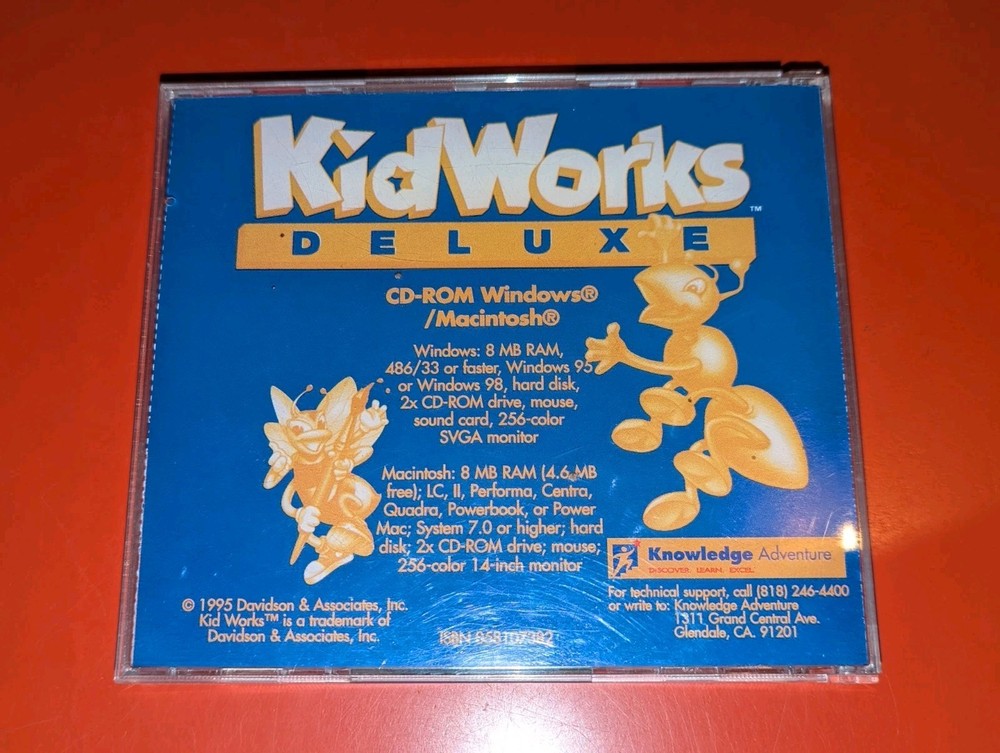 KidWorks™
DELUXE
CD-ROM Windows®
/Macintosh®
Windows: 8 MB RAM,
486/33 or faster, Windows 95
or Windows 98, hard disk,
2x CD-ROM drive, mouse,
sound card, 256-color
SVGA monitor
Macintosh: 8 MB RAM (4.6 MB
free); LC, II, Performa, Centra,
Quadra, Powerbook, or Power
Mac; System 7.0 or higher; hard
disk; 2x CD-ROM drive; mouse;
256-color 14-inch monitor
Knowledge Adventure
DISCOVER. LEARN. EXCEL.
For technical support, call (818) 246-4400
or write to: Knowledge Adventure
1311 Grand Central Ave.
Glendale, CA. 91201
© 1995 Davidson & Associates, Inc.
Kid Works™ is a trademark of
Davidson & Associates, Inc.
ISBN